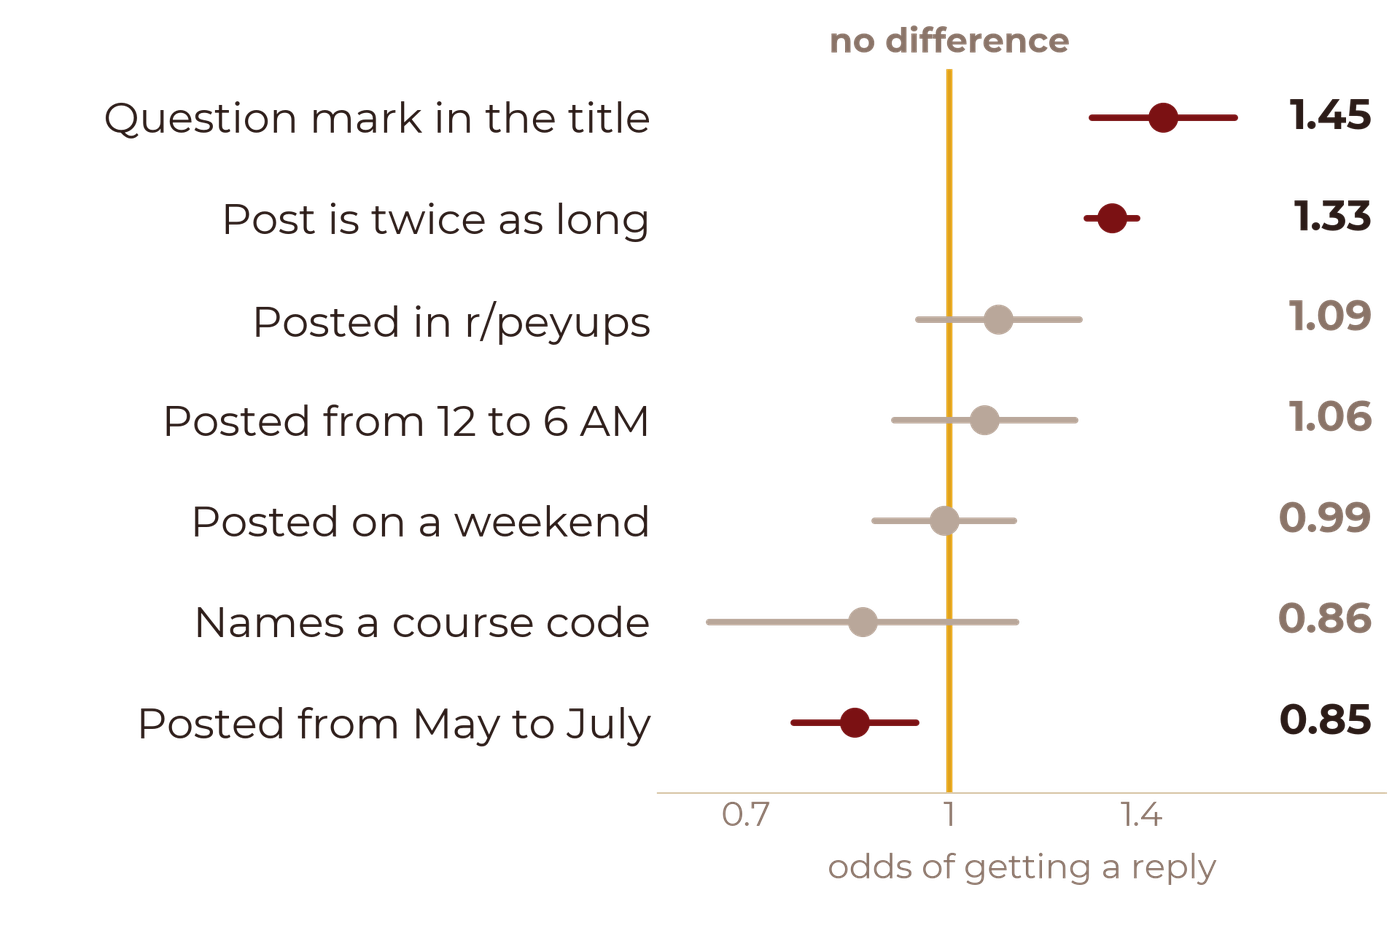 no difference
Question mark in the title 1.45
Post is twice as long 1.33
Posted in r/peyups 1.09
Posted from 12 to 6 AM 1.06
Posted on a weekend 0.99
Names a course code 0.86
Posted from May to July 0.85
0.7 1 1.4
odds of getting a reply